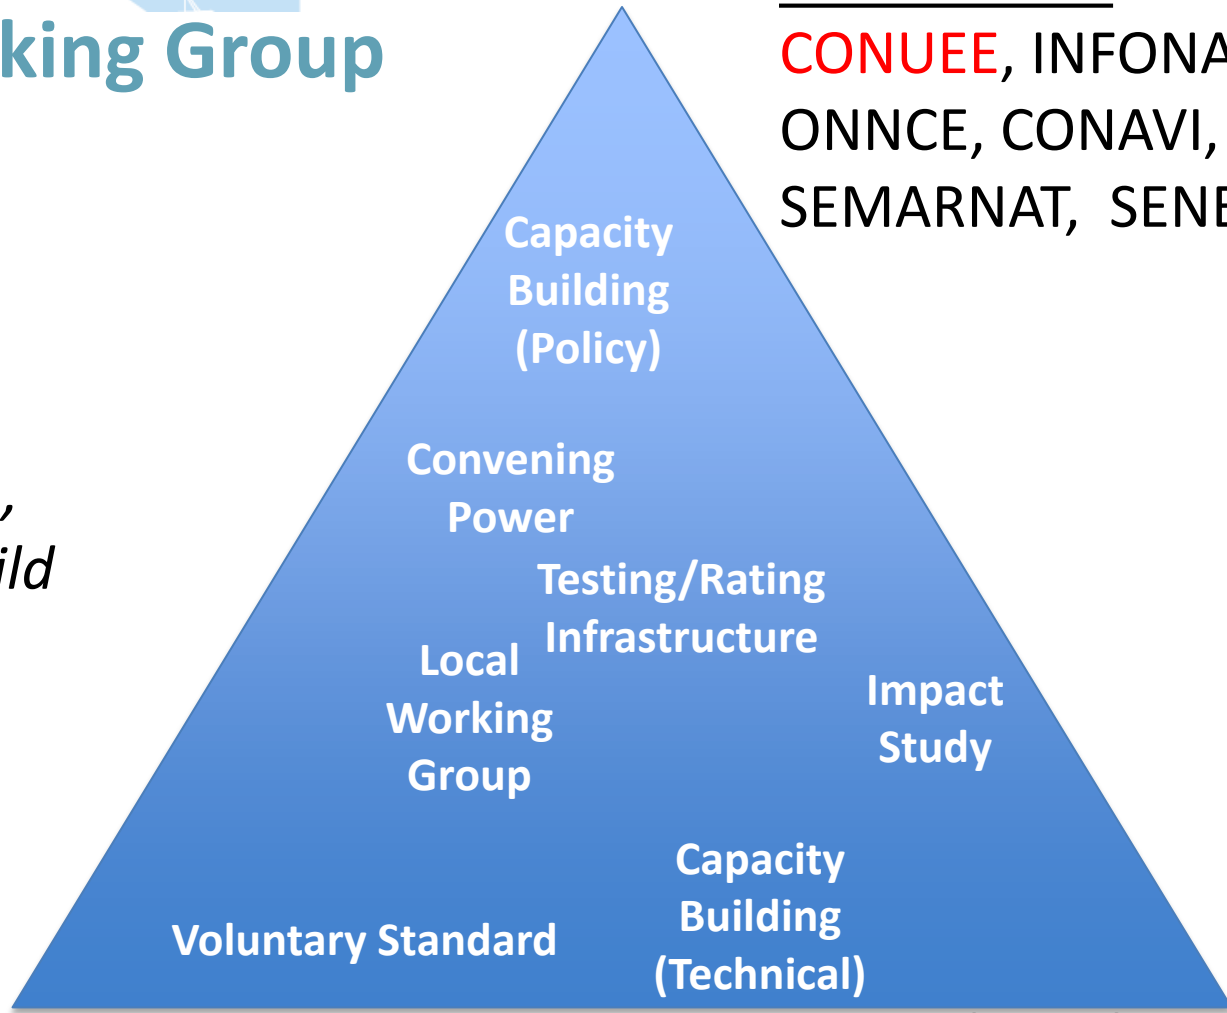 king Group
CONUEE, INFONA
ONNCE, CONAVI,
SEMARNAT, SENE
Capacity
Building
(Policy)
Convening
Power
,
ild
Testing/Rating
Infrastructure
Local
Working
Group
Impact
Study
Capacity
Building
(Technical)
Voluntary Standard